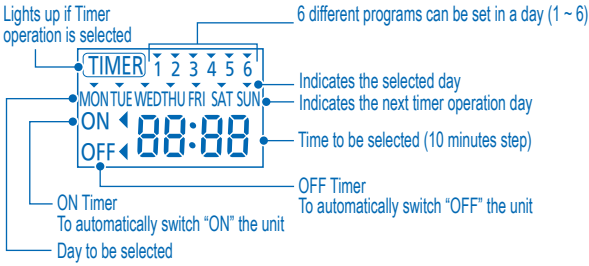 Lights up if Timer
operation is selected
6 different programs can be set in a day (1 ~ 6)
TIMER 1 2 3 4 5 6
Indicates the selected day
MON TUE WED THU FRI SAT SUN
Indicates the next timer operation day
ON 88:88
Time to be selected (10 minutes step)
OFF
OFF Timer
To automatically switch “OFF” the unit
ON Timer
To automatically switch “ON” the unit
Day to be selected